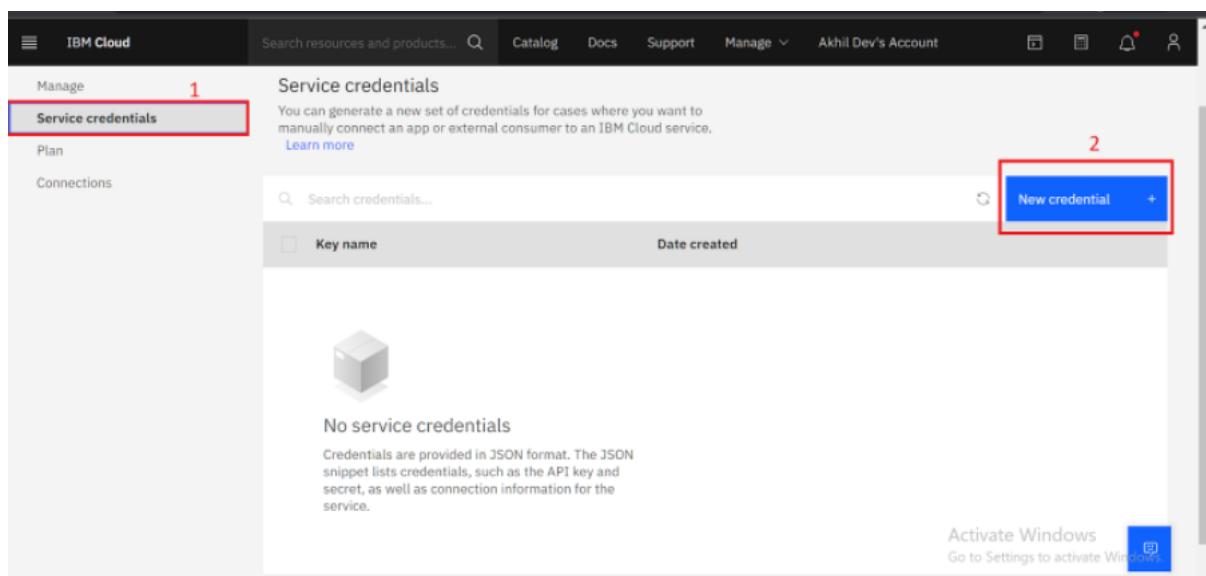 IBM Cloud
Search resources and products...
Catalog
Docs
Support
Manage
Akhil Dev's Account
Manage
1
Service credentials
Plan
Connections
Service credentials
You can generate a new set of credentials for cases where you want to
manually connect an app or external consumer to an IBM Cloud service.
Learn more
2
Search credentials...
New credential +
Key name
Date created
No service credentials
Credentials are provided in JSON format. The JSON
snippet lists credentials, such as the API key and
secret, as well as connection information for the
service.
Activate Windows
Go to Settings to activate Windows.